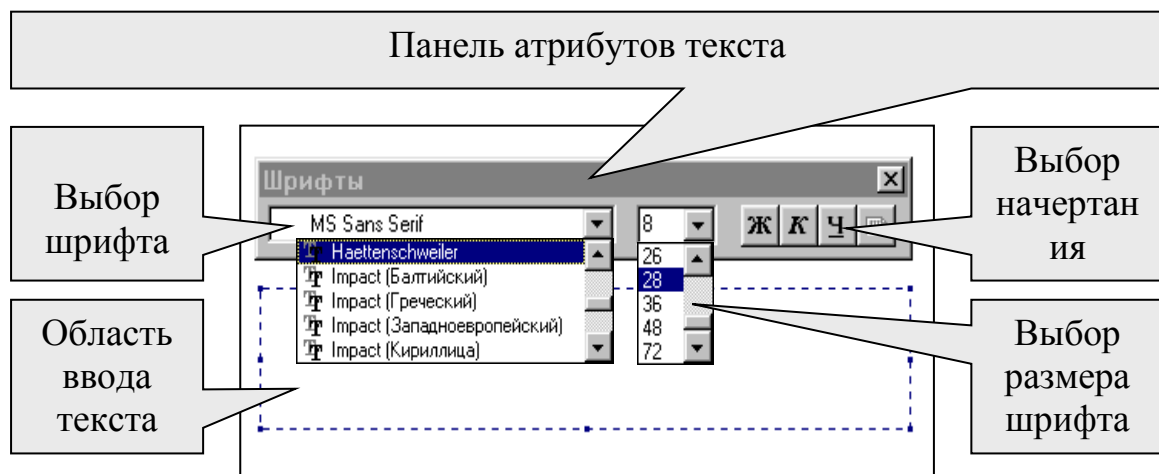 Панель атрибутов текста
Выбор
шрифта
Выбор
начертан
ия
Шрифты
MS Sans Serif
8
Ж К Ч
Haettenschweiler
Impact (Балтийский)
Impact (Греческий)
Impact (Западноевропейский)
Impact (Кириллица)
26
28
36
48
72
Область
ввода
текста
Выбор
размера
шрифта